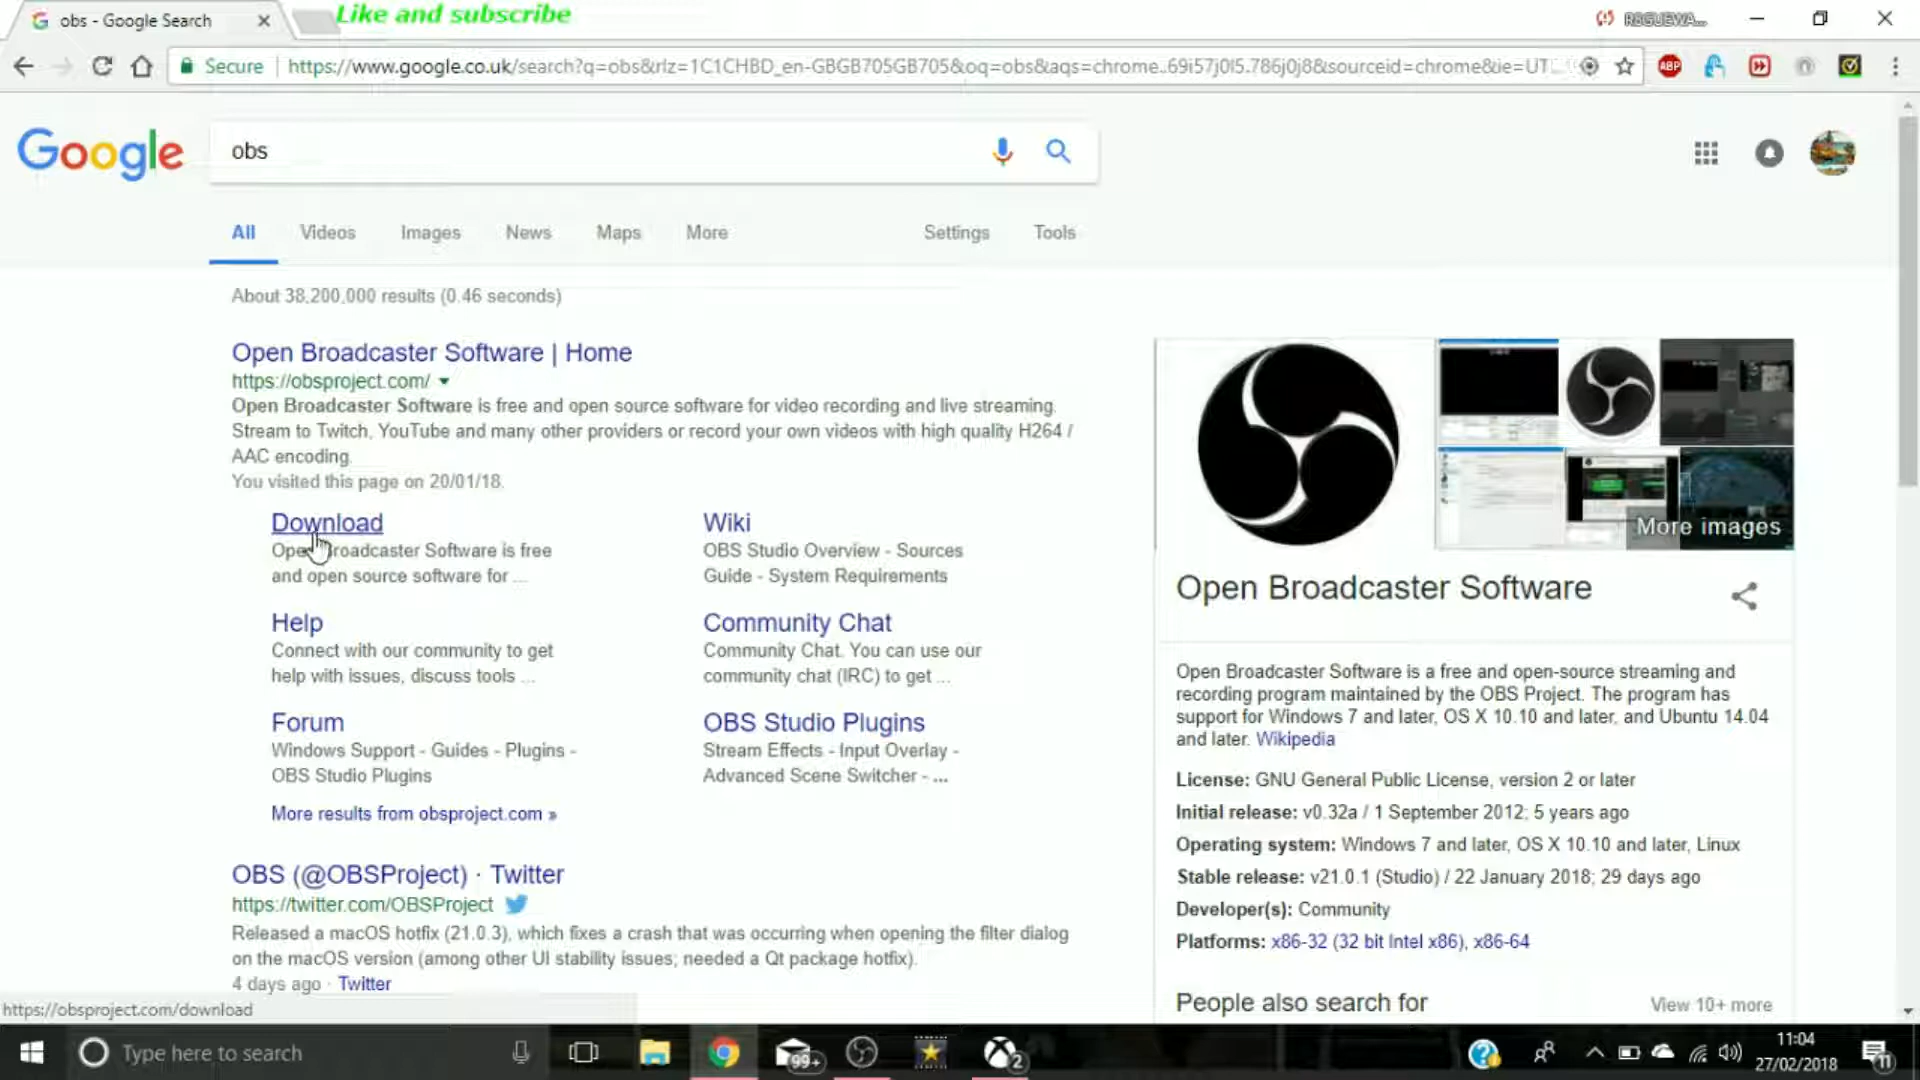 obs - Google Search
Like and subscribe
Secure
https://www.google.co.uk/search?q=obs&rlz=1C1CHBD_en-GBGB705GB705&oq=obs&aqs=chrome..69i57j0l5.786j0j8&sourceid=chrome&ie=UT...
ABP
Google
obs
All Videos Images News Maps More Settings Tools
About 38,200,000 results (0.46 seconds)
Open Broadcaster Software | Home
https://obsproject.com/
Open Broadcaster Software is free and open source software for video recording and live streaming.
Stream to Twitch, YouTube and many other providers or record your own videos with high quality H264 /
AAC encoding.
You visited this page on 20/01/18.
Download
Open Broadcaster Software is free
and open source software for ...
Wiki
OBS Studio Overview - Sources
Guide - System Requirements
Help
Connect with our community to get
help with issues, discuss tools ...
Community Chat
Community Chat. You can use our
community chat (IRC) to get ...
Forum
Windows Support - Guides - Plugins -
OBS Studio Plugins
OBS Studio Plugins
Stream Effects - Input Overlay -
Advanced Scene Switcher - ...
More results from obsproject.com »
OBS (@OBSProject) · Twitter
https://twitter.com/OBSProject
Released a macOS hotfix (21.0.3), which fixes a crash that was occurring when opening the filter dialog
on the macOS version (among other UI stability issues; needed a Qt package hotfix).
4 days ago · Twitter
More images
Open Broadcaster Software
Open Broadcaster Software is a free and open-source streaming and
recording program maintained by the OBS Project. The program has
support for Windows 7 and later, OS X 10.10 and later, and Ubuntu 14.04
and later. Wikipedia
License: GNU General Public License, version 2 or later
Initial release: v0.32a / 1 September 2012; 5 years ago
Operating system: Windows 7 and later, OS X 10.10 and later, Linux
Stable release: v21.0.1 (Studio) / 22 January 2018; 29 days ago
Developer(s): Community
Platforms: x86-32 (32 bit Intel x86), x86-64
People also search for
View 10+ more
https://obsproject.com/download
Type here to search
99+
2
11:04
27/02/2018
11